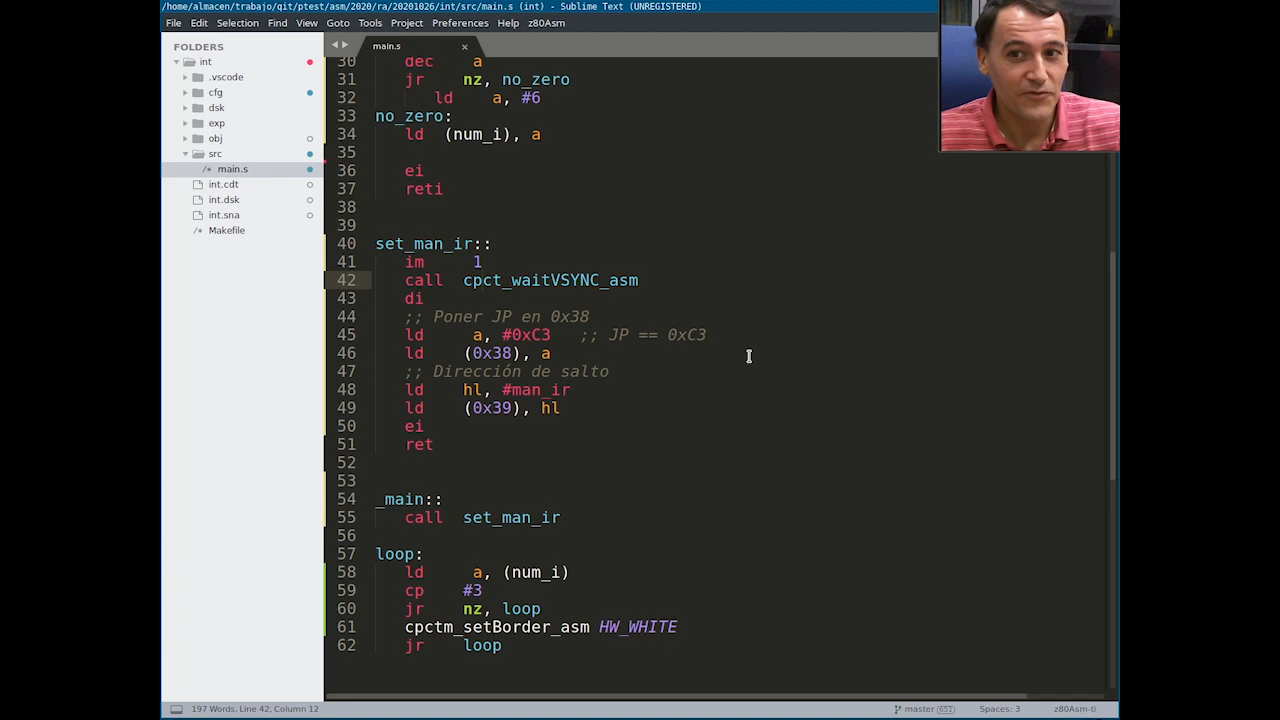 /home/almacen/trabajo/git/ptest/asm/2020/ra/20201026/int/src/main.s (int) - Sublime Text (UNREGISTERED)
File Edit Selection Find View Goto Tools Project Preferences Help z80Asm
FOLDERS
int
.vscode
cfg
dsk
exp
obj
src
/* main.s
int.cdt
int.dsk
int.sna
/* Makefile
main.s ×
30 dec a
31 jr nz, no_zero
32 ld a, #6
33 no_zero:
34 ld (num_i), a
35
36 ei
37 reti
38
39
40 set_man_ir::
41 im 1
42 call cpct_waitVSYNC_asm
43 di
44 ;; Poner JP en 0x38
45 ld a, #0xC3 ;; JP == 0xC3
46 ld (0x38), a
47 ;; Dirección de salto
48 ld hl, #man_ir
49 ld (0x39), hl
50 ei
51 ret
52
53
54 _main::
55 call set_man_ir
56
57 loop:
58 ld a, (num_i)
59 cp #3
60 jr nz, loop
61 cpctm_setBorder_asm HW_WHITE
62 jr loop
197 Words, Line 42, Column 12 master 651 Spaces: 3 z80Asm-ti